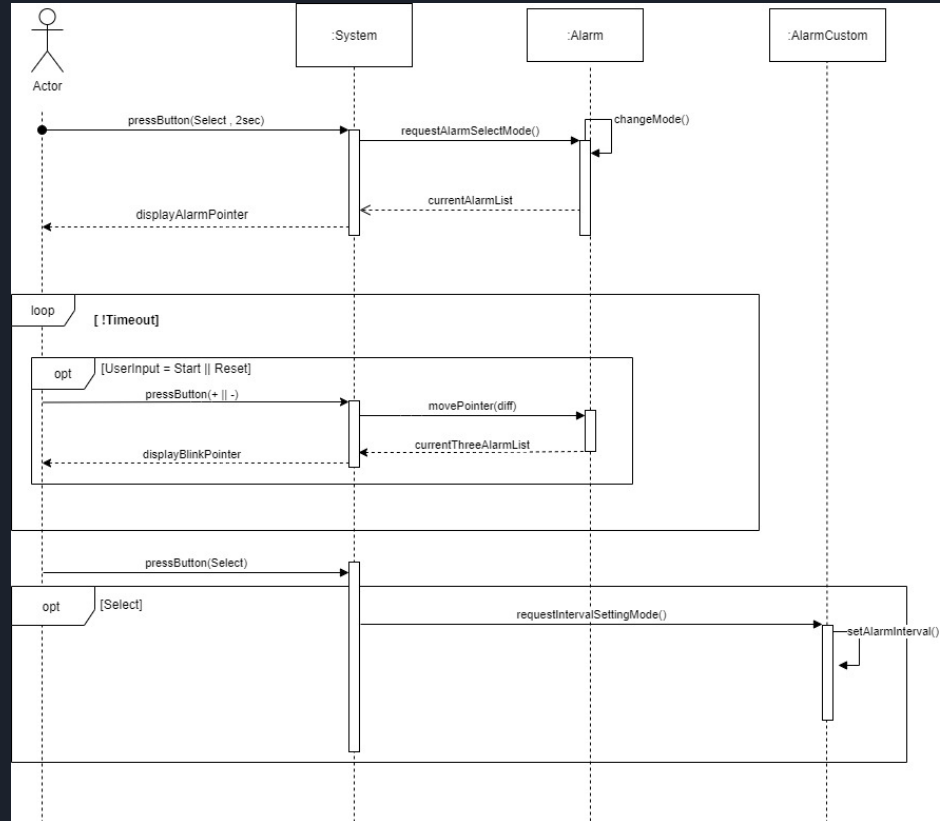 :System
:Alarm
:AlarmCustom
Actor
pressButton(Select , 2sec)
changeMode()
requestAlarmSelectMode()
currentAlarmList
displayAlarmPointer
loop
[ !Timeout]
opt
[UserInput = Start || Reset]
pressButton(+ || -)
movePointer(diff)
currentThreeAlarmList
displayBlinkPointer
pressButton(Select)
opt
[Select]
requestIntervalSettingMode()
setAlarmInterval()